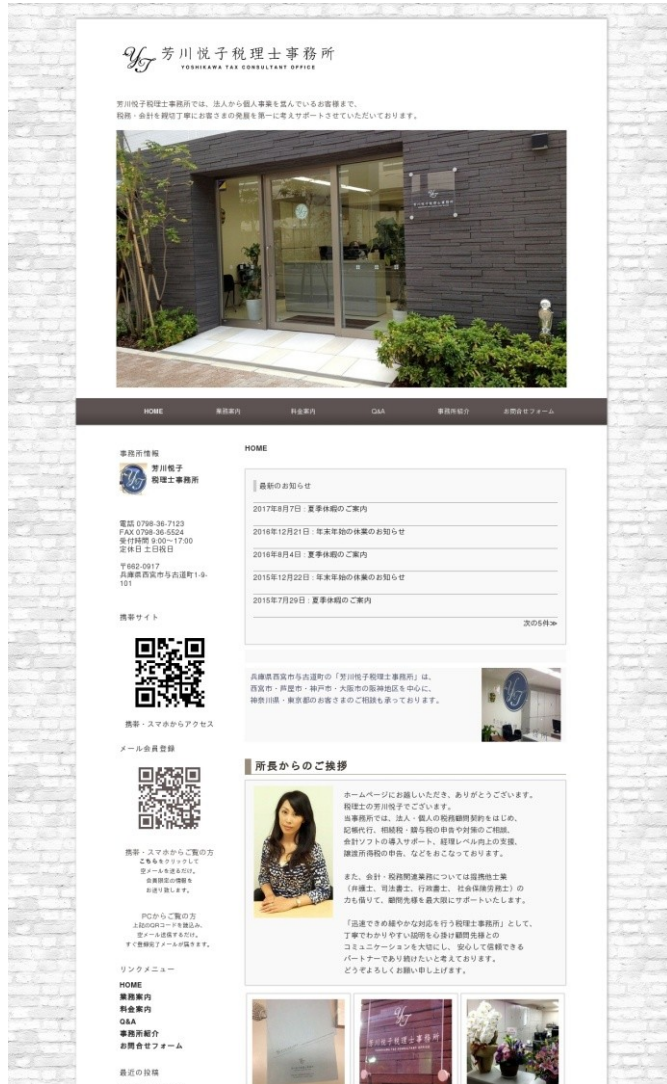 芳川悦子税理士事務所
YOSHIKAWA TAX CONSULTANT OFFICE
芳川悦子税理士事務所では、法人から個人事業を営んでいるお客様まで、
税務・会計を親切丁寧にお客さまの発展を第一に考えサポートさせていただいております。
HOME 業務案内 料金案内 Q&A 事務所紹介 お問合せフォーム
事務所情報
芳川悦子
税理士事務所
電話 0798-36-7123
FAX 0798-36-5524
受付時間 9:00〜17:00
定休日 土日祝日
〒662-0917
兵庫県西宮市与古道町1-9-
101
携帯サイト
携帯・スマホからアクセス
メール会員登録
携帯・スマホからご覧の方
こちらをクリックして
空メールを送るだけ。
会員限定の情報を
お送り致します。
PCからご覧の方
上記のQRコードを読込み、
空メール送信するだけ。
すぐ登録完了メールが届きます。
リンクメニュー
HOME
業務案内
料金案内
Q&A
事務所紹介
お問合せフォーム
最近の投稿
HOME
最新のお知らせ
2017年8月7日 : 夏季休暇のご案内
2016年12月21日 : 年末年始の休業のお知らせ
2016年8月4日 : 夏季休暇のご案内
2015年12月22日 : 年末年始の休業のお知らせ
2015年7月29日 : 夏季休暇のご案内
次の5件≫
兵庫県西宮市与古道町の「芳川悦子税理士事務所」は、
西宮市・芦屋市・神戸市・大阪市の阪神地区を中心に、
神奈川県・東京都のお客さまのご相談も承っております。
所長からのご挨拶
ホームページにお越しいただき、ありがとうございます。
税理士の芳川悦子でございます。
当事務所では、法人・個人の税務顧問契約をはじめ、
記帳代行、相続税・贈与税の申告や対策のご相談、
会計ソフトの導入サポート、経理レベル向上の支援、
譲渡所得税の申告、などをおこなっております。
また、会計・税務関連業務については提携他士業
（弁護士、司法書士、行政書士、 社会保険労務士）の
力も借りて、顧問先様を最大限にサポートいたします。
「迅速できめ細やかな対応を行う税理士事務所」として、
丁寧でわかりやすい説明を心掛け顧問先様との
コミュニケーションを大切にし、 安心して信頼できる
パートナーであり続けたいと考えております。
どうぞよろしくお願い申し上げます。
芳川悦子税理士事務所